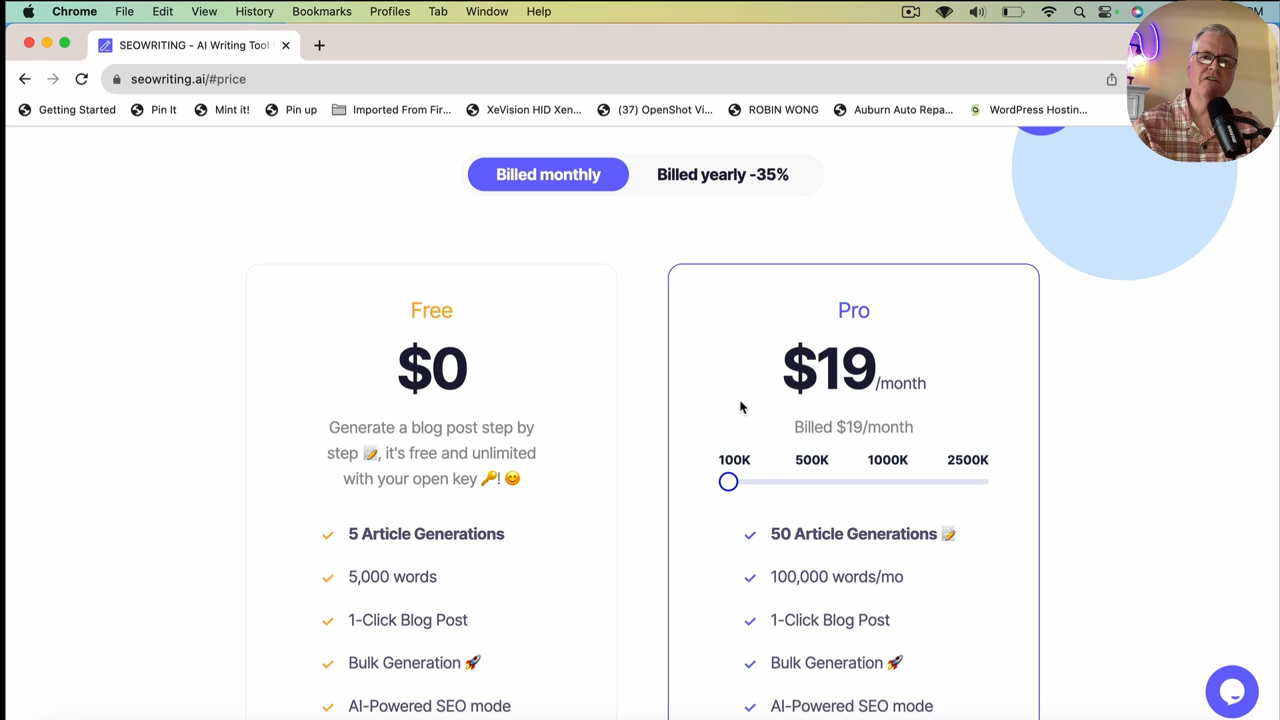 Chrome File Edit View History Bookmarks Profiles Tab Window Help
SEOWRITING - AI Writing Tool
seowriting.ai/#price
Getting Started Pin It Mint it! Pin up Imported From Fir... XeVision HID Xen... (37) OpenShot Vi... ROBIN WONG Auburn Auto Repa... WordPress Hostin...
Billed monthly Billed yearly -35%
Free
$0
Generate a blog post step by
step 📝, it's free and unlimited
with your open key 🔑! 😊
✓ 5 Article Generations
✓ 5,000 words
✓ 1-Click Blog Post
✓ Bulk Generation 🚀
✓ AI-Powered SEO mode
Pro
$19/month
Billed $19/month
100K 500K 1000K 2500K
✓ 50 Article Generations 📝
✓ 100,000 words/mo
✓ 1-Click Blog Post
✓ Bulk Generation 🚀
✓ AI-Powered SEO mode